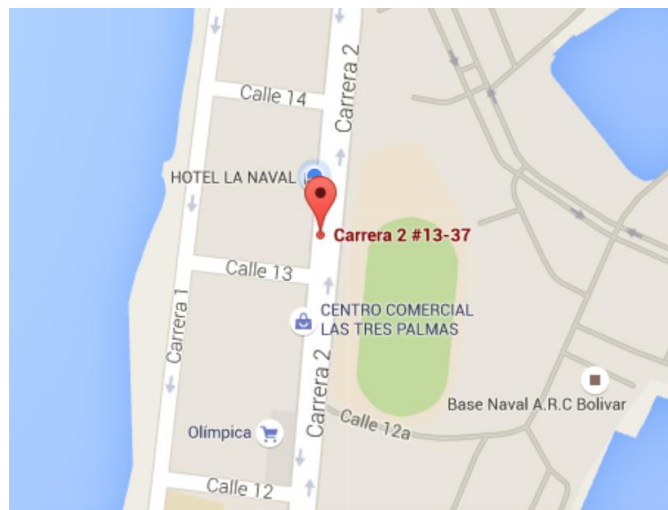 Calle 14
Carrera 2
HOTEL LA NAVAL
Carrera 2 #13-37
Calle 13
CENTRO COMERCIAL
LAS TRES PALMAS
Carrera 1
Carrera 2
Base Naval A.R.C Bolivar
Calle 12a
Olímpica
Calle 12